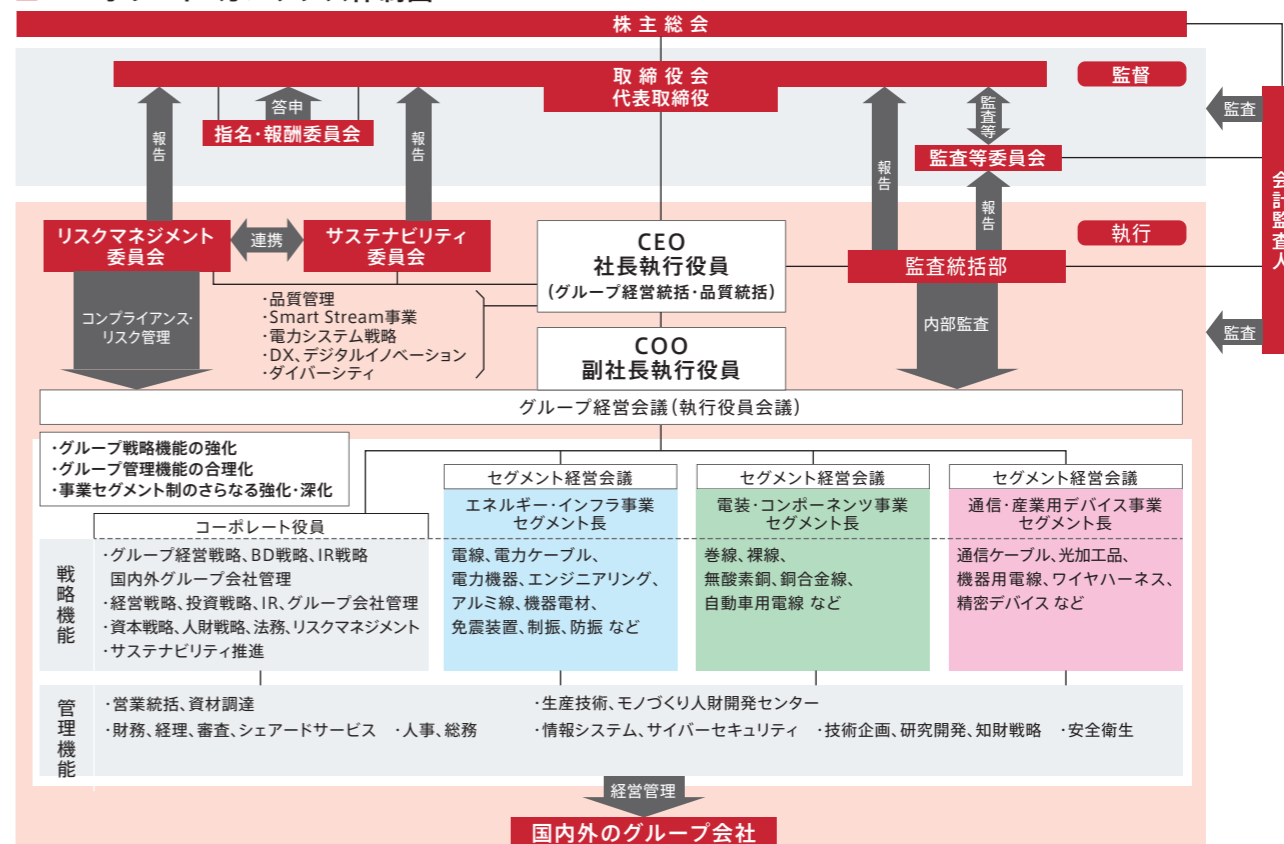 株主総会
取締役会
代表取締役
監督
答申
指名・報酬委員会
報告
報告
報告
監査等
監査等委員会
報告
監査
会計監査人
執行
リスクマネジメント
委員会
連携
サステナビリティ
委員会
CEO
社長執行役員
(グループ経営統括・品質統括)
監査統括部
コンプライアンス・
リスク管理
・品質管理
・Smart Stream事業
・電力システム戦略
・DX、デジタルイノベーション
・ダイバーシティ
COO
副社長執行役員
内部監査
監査
グループ経営会議(執行役員会議)
・グループ戦略機能の強化
・グループ管理機能の合理化
・事業セグメント制のさらなる強化・深化
コーポレート役員
セグメント経営会議
エネルギー・インフラ事業
セグメント長
セグメント経営会議
電装・コンポーネンツ事業
セグメント長
セグメント経営会議
通信・産業用デバイス事業
セグメント長
戦略機能
・グループ経営戦略、BD戦略、IR戦略
国内外グループ会社管理
・経営戦略、投資戦略、IR、グループ会社管理
・資本戦略、人財戦略、法務、リスクマネジメント
・サステナビリティ推進
電線、電力ケーブル、
電力機器、エンジニアリング、
アルミ線、機器電材、
免震装置、制振、防振 など
巻線、裸線、
無酸素銅、銅合金線、
自動車用電線 など
通信ケーブル、光加工品、
機器用電線、ワイヤハーネス、
精密デバイス など
管理機能
・営業統括、資材調達
・生産技術、モノづくり人財開発センター
・財務、経理、審査、シェアードサービス ・人事、総務
・情報システム、サイバーセキュリティ ・技術企画、研究開発、知財戦略 ・安全衛生
経営管理
国内外のグループ会社